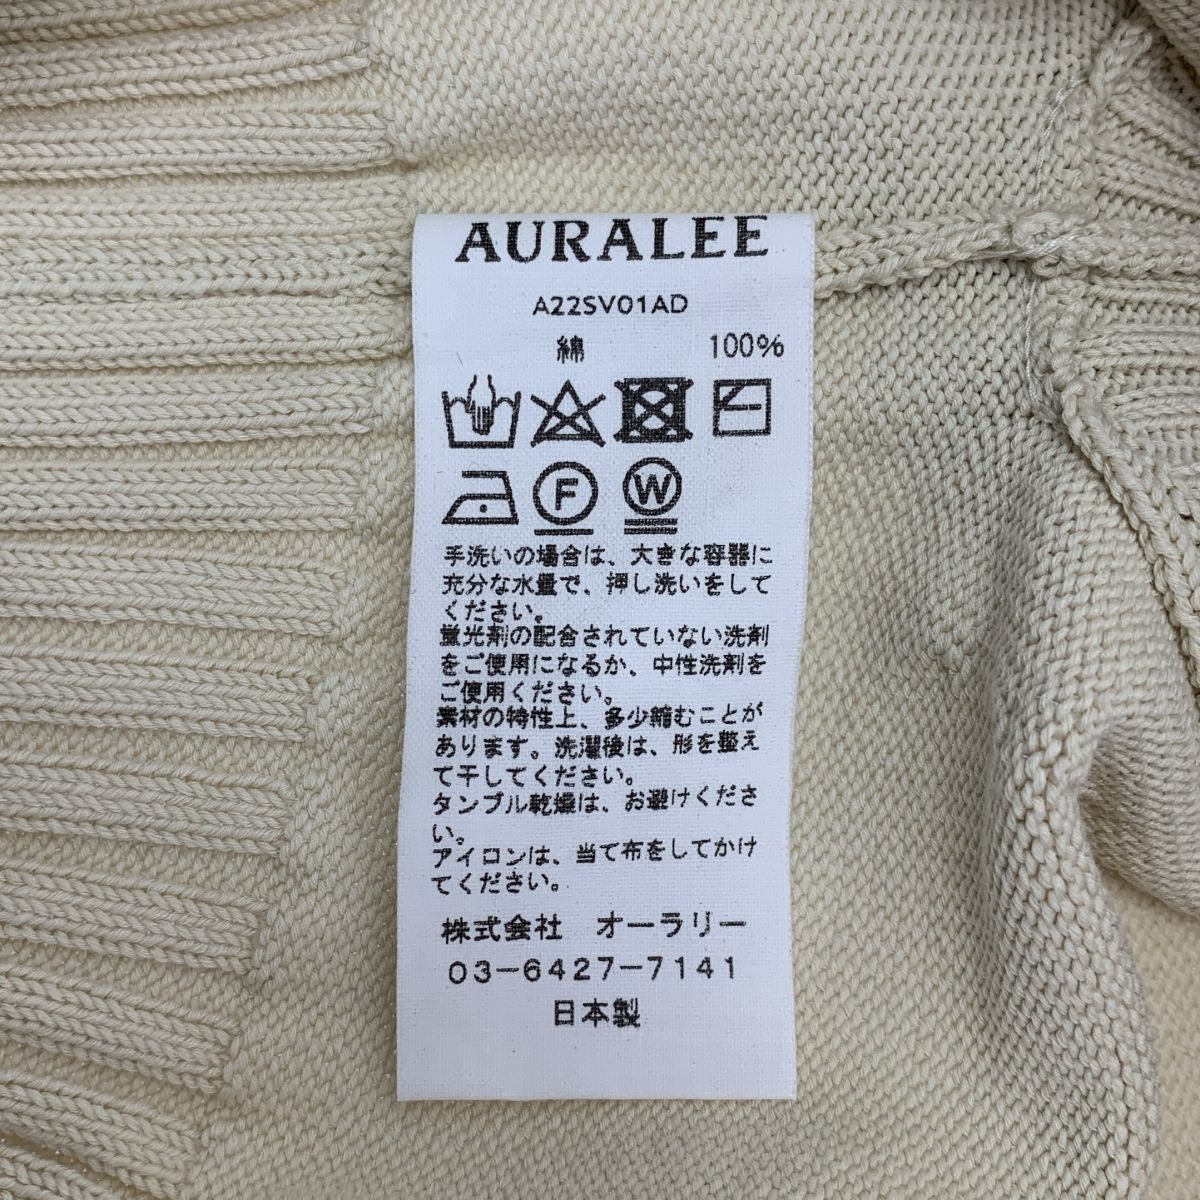 AURALEE
A22SV01AD
綿 100%
F W
手洗いの場合は、大きな容器に
充分な水量で、押し洗いをして
ください。
蛍光剤の配合されていない洗剤
をご使用になるか、中性洗剤を
ご使用ください。
素材の特性上、多少縮むことが
あります。洗濯後は、形を整え
て干してください。
タンブル乾燥は、お避けくださ
い。
アイロンは、当て布をしてかけ
てください。
株式会社 オーラリー
03-6427-7141
日本製